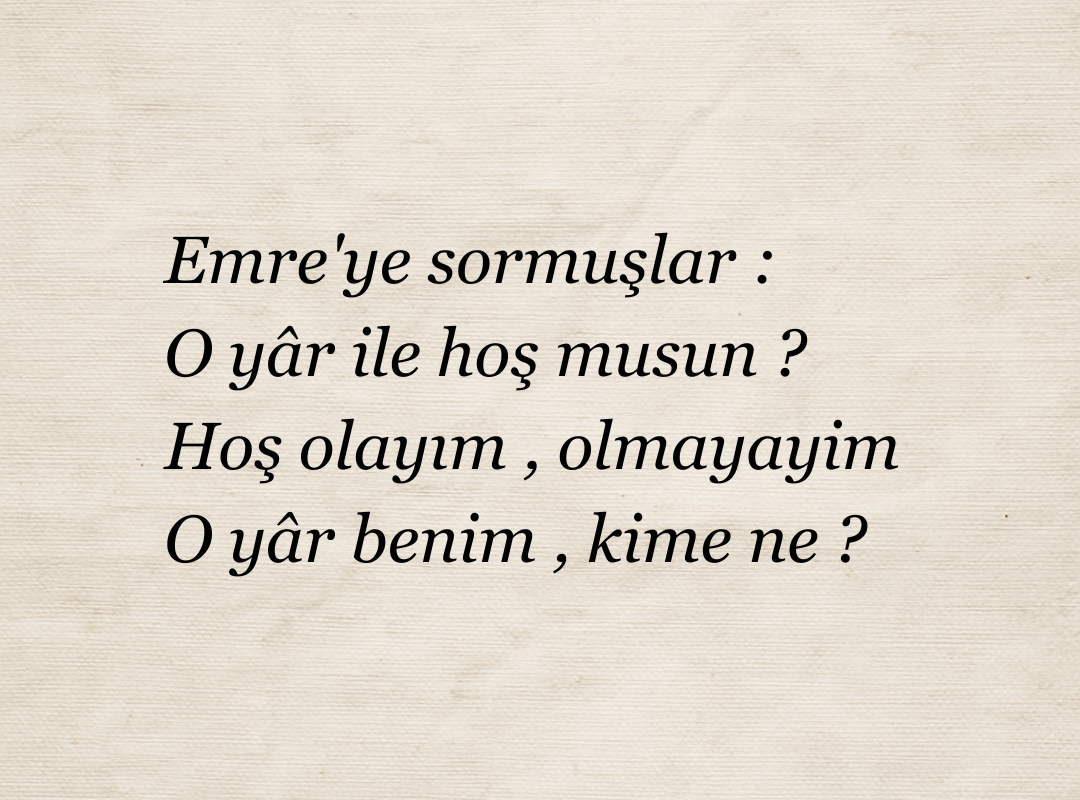 Emre'ye sormuşlar :
O yâr ile hoş musun ?
Hoş olayım , olmayayim
O yâr benim , kime ne ?